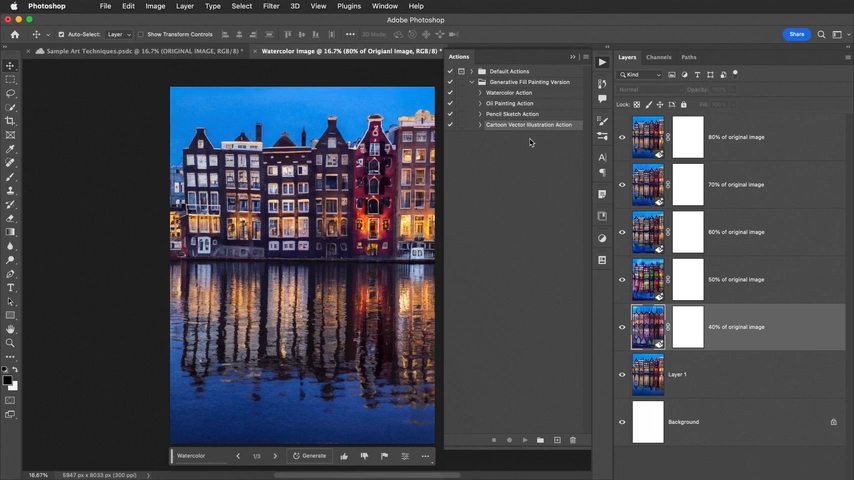 Photoshop File Edit Image Layer Type Select Filter 3D View Plugins Window Help
Adobe Photoshop
Auto-Select: Layer Show Transform Controls 3D Mode: Share
Sample Art Techniques.psdc @ 16.7% (ORIGINAL IMAGE, RGB/8) *
Watercolor Image @ 16.7% (80% of Origianl Image, RGB/8) *
Actions
Default Actions
Generative Fill Painting Version
Watercolor Action
Oil Painting Action
Pencil Sketch Action
Cartoon Vector Illustration Action
Layers Channels Paths
Kind
Normal Opacity:
Lock: Fill:
80% of original image
70% of original image
60% of original image
50% of original image
40% of original image
Layer 1
Background
Watercolor 1/3 Generate
16.67% 5947 px x 8033 px (300 ppi)